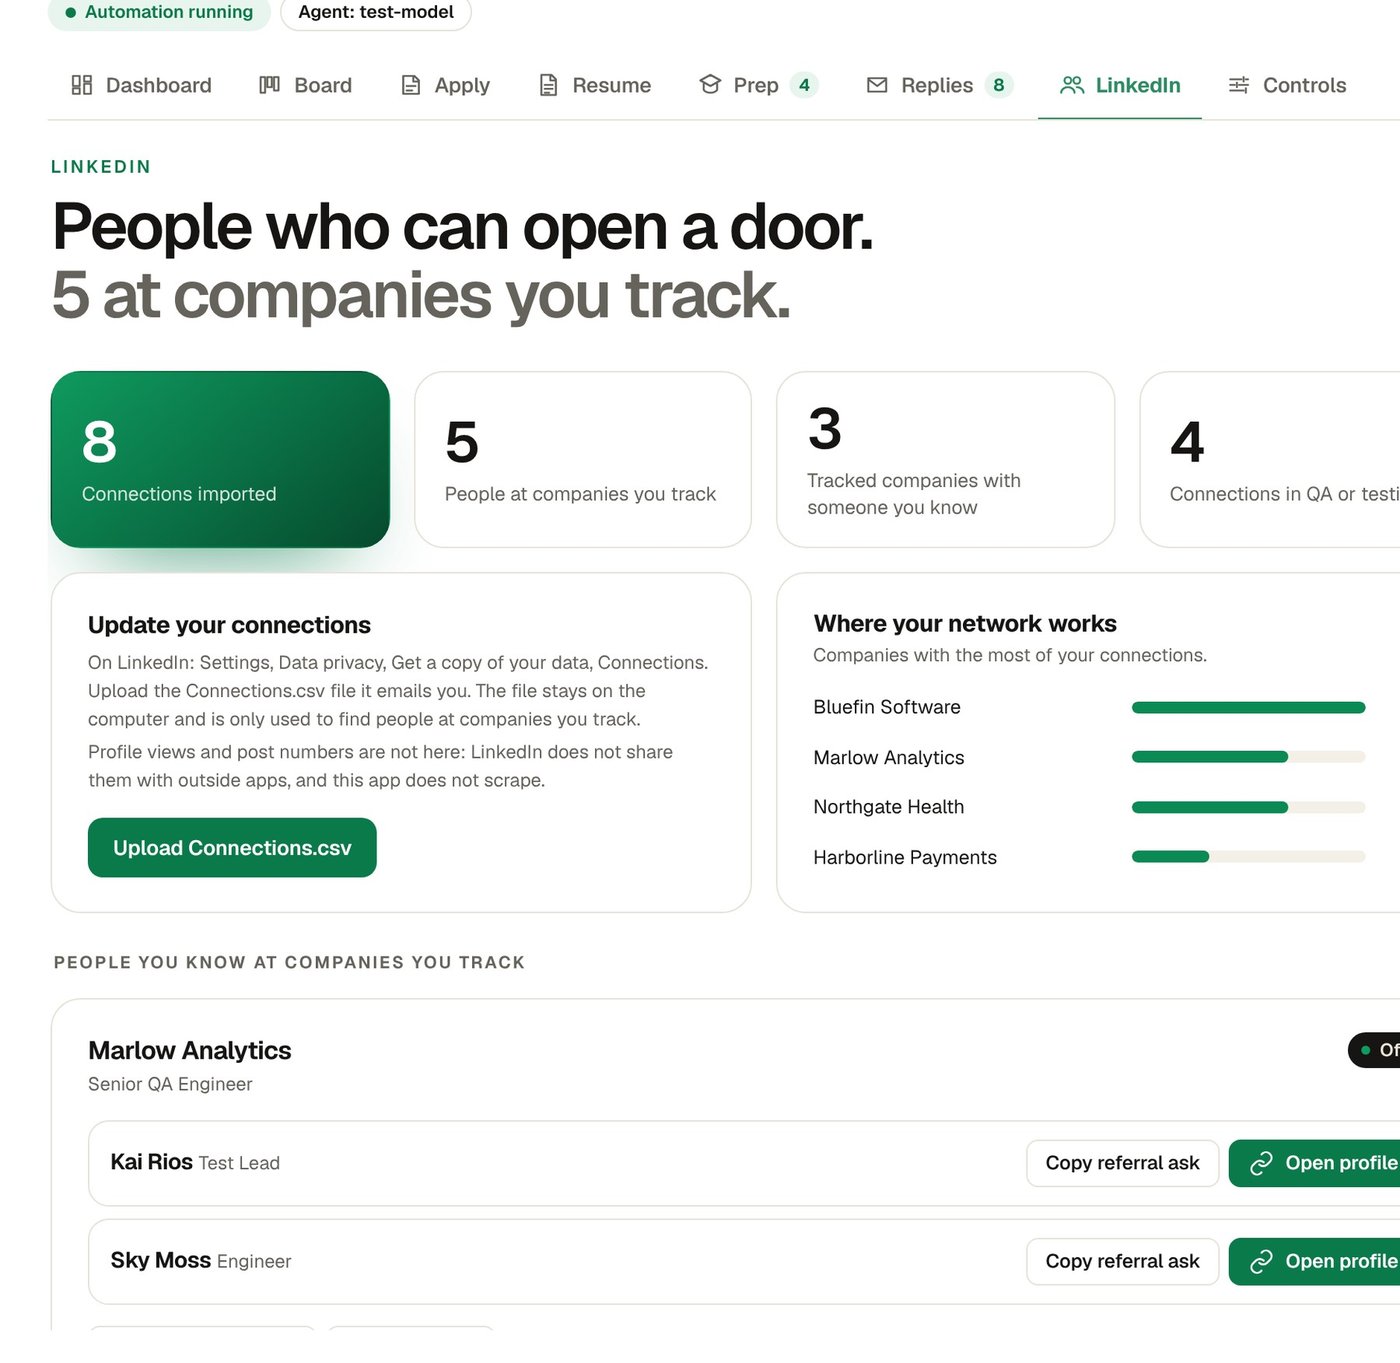 Automation running
Agent: test-model
Dashboard
Board
Apply
Resume
Prep 4
Replies 8
LinkedIn
Controls
LINKEDIN
People who can open a door.
5 at companies you track.
8
Connections imported
5
People at companies you track
3
Tracked companies with
someone you know
4
Connections in QA or testi
Update your connections
On LinkedIn: Settings, Data privacy, Get a copy of your data, Connections.
Upload the Connections.csv file it emails you. The file stays on the
computer and is only used to find people at companies you track.
Profile views and post numbers are not here: LinkedIn does not share
them with outside apps, and this app does not scrape.
Upload Connections.csv
Where your network works
Companies with the most of your connections.
Bluefin Software
Marlow Analytics
Northgate Health
Harborline Payments
PEOPLE YOU KNOW AT COMPANIES YOU TRACK
Marlow Analytics
Of
Senior QA Engineer
Kai Rios Test Lead
Copy referral ask
Open profile
Sky Moss Engineer
Copy referral ask
Open profile